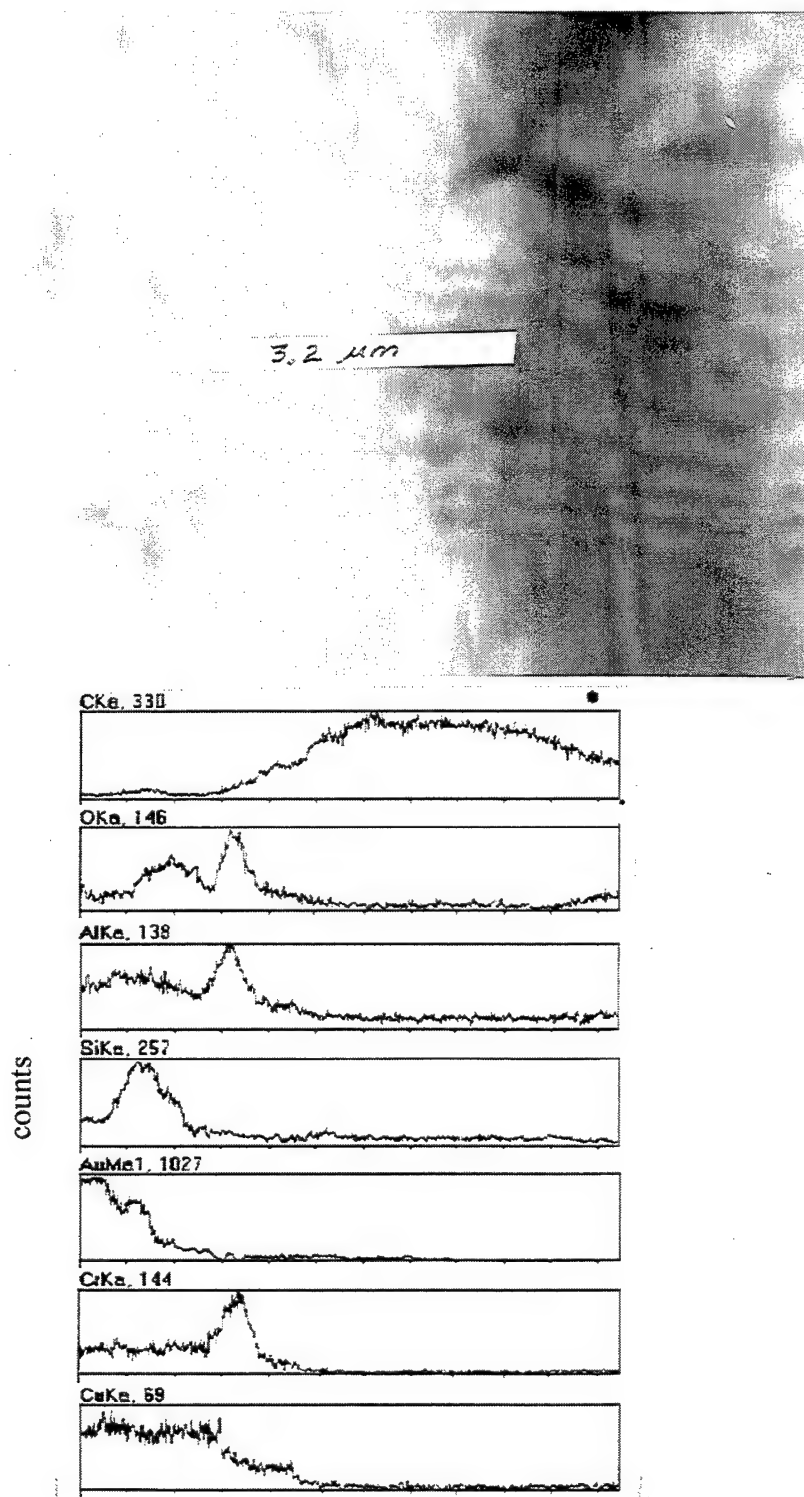 3.2 µm
CKa, 330
OKa, 146
AlKa, 138
SiKa, 257
AuMa1, 1027
CrKa, 144
CuKa, 69
counts